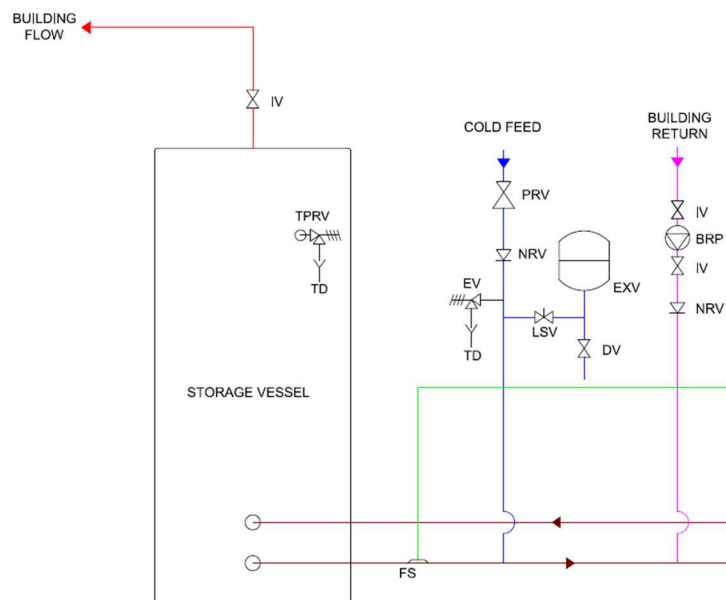 BUILDING
FLOW
IV
COLD FEED
BUILDING
RETURN
PRV
IV
TPRV
BRP
NRV
IV
EV
EXV
TD
NRV
LSV
TD
DV
STORAGE VESSEL
FS